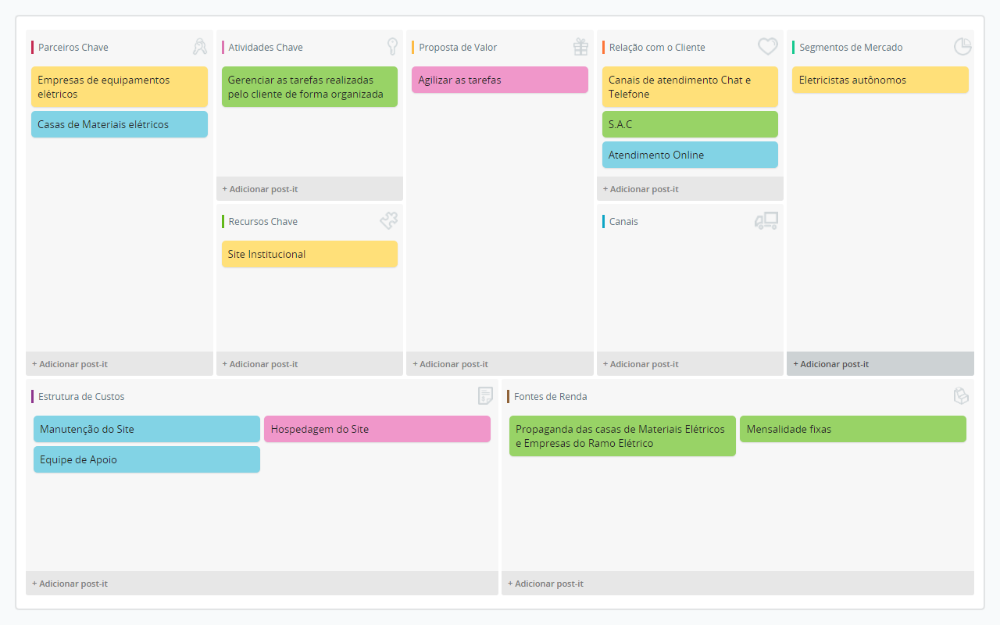 Parceiros Chave
Empresas de equipamentos
elétricos
Casas de Materiais elétricos
+ Adicionar post-it
Atividades Chave
Gerenciar as tarefas realizadas
pelo cliente de forma organizada
+ Adicionar post-it
Recursos Chave
Site Institucional
+ Adicionar post-it
Proposta de Valor
Agilizar as tarefas
+ Adicionar post-it
Relação com o Cliente
Canais de atendimento Chat e
Telefone
S.A.C
Atendimento Online
+ Adicionar post-it
Canais
+ Adicionar post-it
Segmentos de Mercado
Eletricistas autônomos
+ Adicionar post-it
Estrutura de Custos
Manutenção do Site
Hospedagem do Site
Equipe de Apoio
+ Adicionar post-it
Fontes de Renda
Propaganda das casas de Materiais Elétricos
e Empresas do Ramo Elétrico
Mensalidade fixas
+ Adicionar post-it